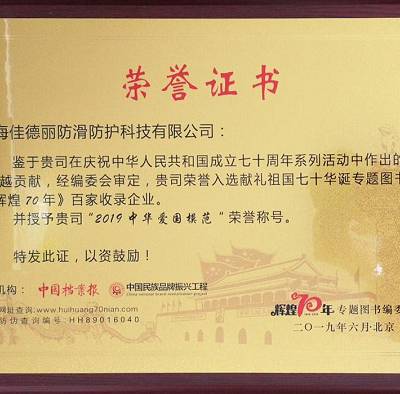 荣誉证书
海佳德丽防滑防护科技有限公司：
鉴于贵司在庆祝中华人民共和国成立七十周年系列活动中作出的
越贡献，经编委会审定，贵司荣誉入选献礼祖国七十华诞专题图书
辉煌70年》百家收录企业。
并授予贵司“2019中华爱国模范”荣誉称号。
特发此证，以资鼓励！
机构：中国档案报 中国民族品牌振兴工程
网址查询：www.huihuang70nian.com
防伪查询编号：HH89016040
辉煌70年专题图书编委
二〇一九年六月北京